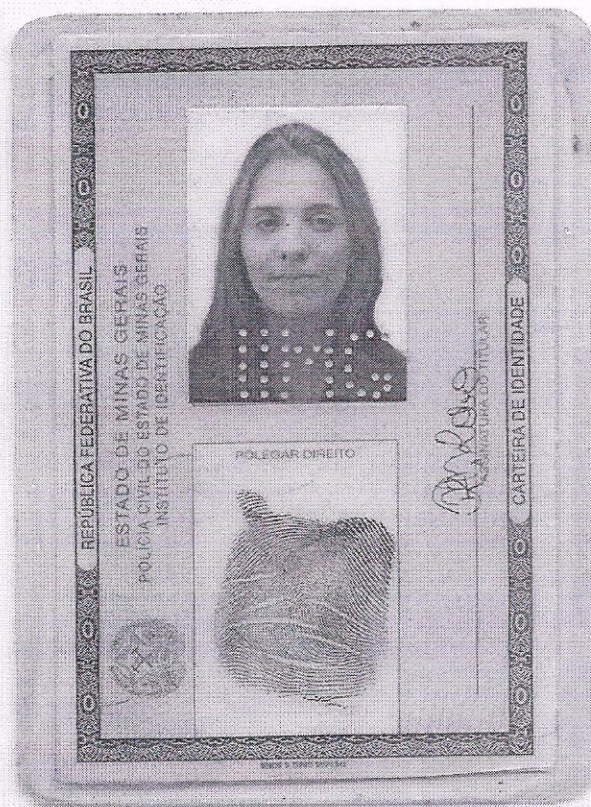 REPÚBLICA FEDERATIVA DO BRASIL
ESTADO DE MINAS GERAIS
POLÍCIA CIVIL DO ESTADO DE MINAS GERAIS
INSTITUTO DE IDENTIFICAÇÃO
POLEGAR DIREITO
ASSINATURA DO TITULAR
CARTEIRA DE IDENTIDADE